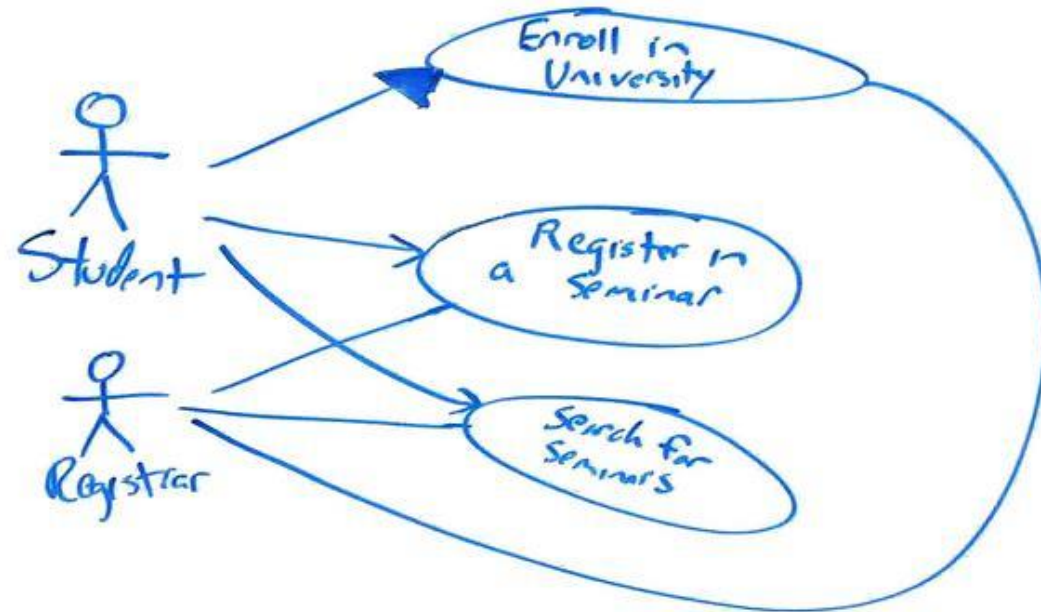 Enroll in
University
Student
Register in
a seminar
Registrar
Search for
Seminars